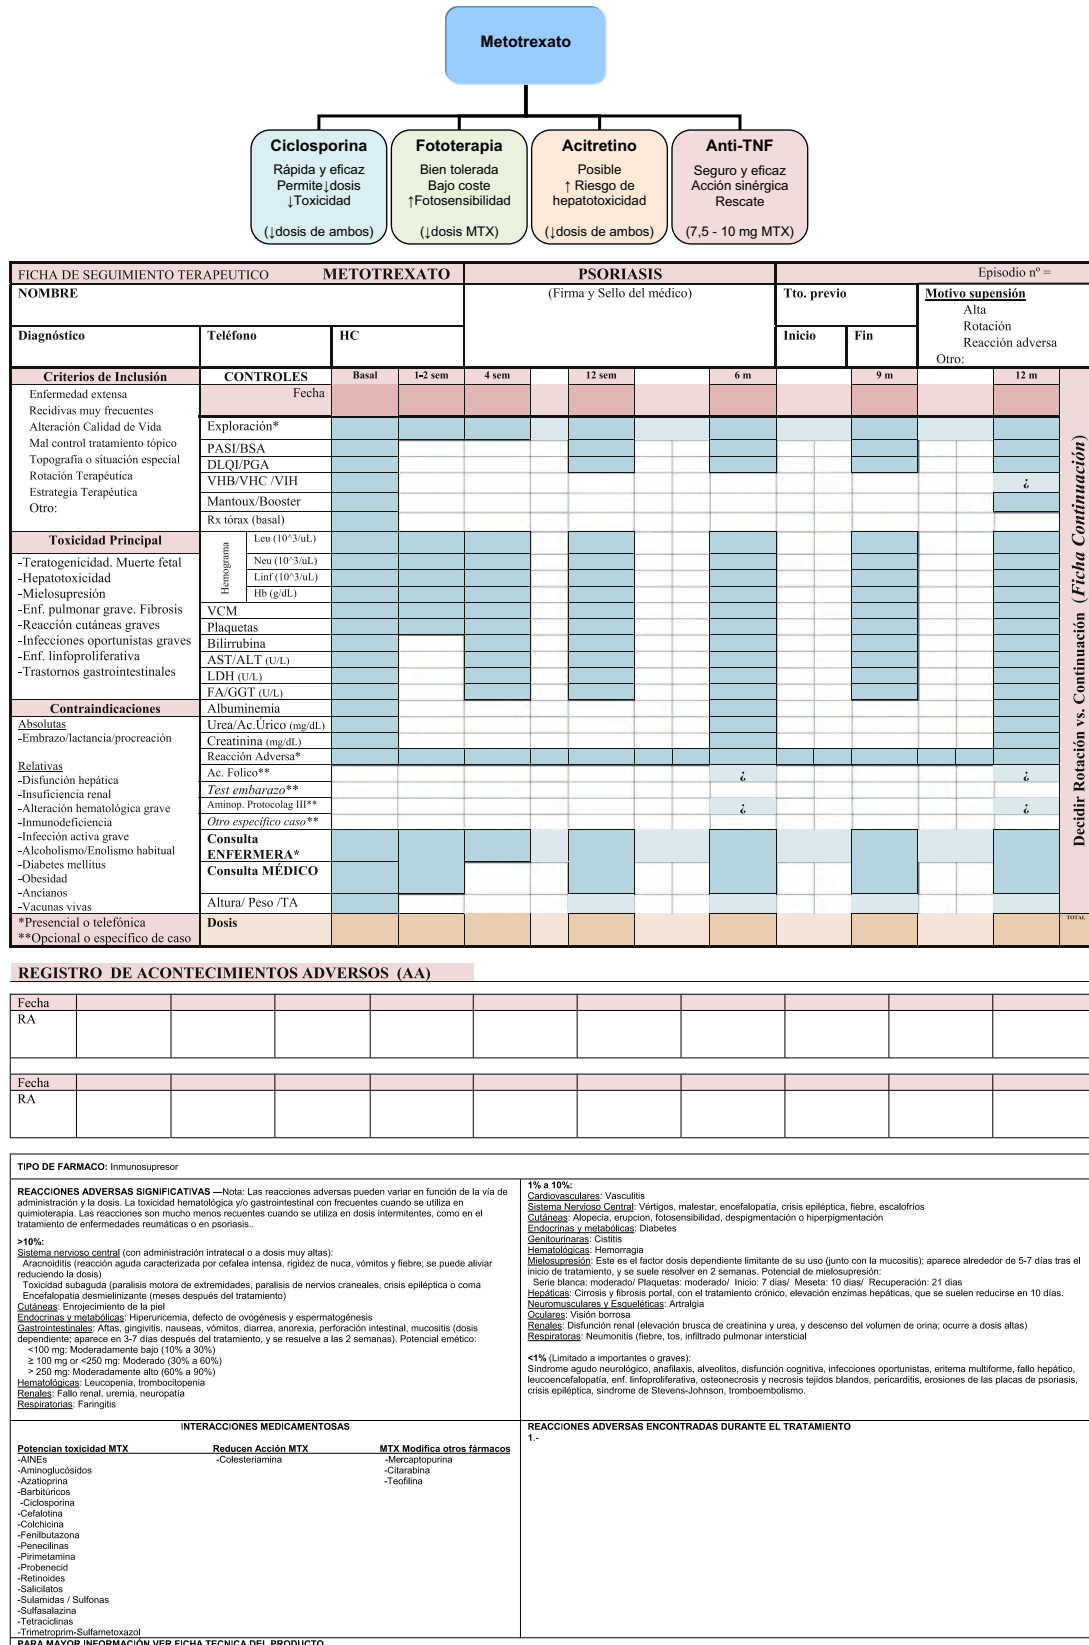 Metotrexato
Ciclosporina
Rápida y eficaz
Permite↓dosis
↓Toxicidad
(↓dosis de ambos)
Fototerapia
Bien tolerada
Bajo coste
↑Fotosensibilidad
(↓dosis MTX)
Acitretino
Posible
↑ Riesgo de
hepatotoxicidad
(↓dosis de ambos)
Anti-TNF
Seguro y eficaz
Acción sinérgica
Rescate
(7,5 - 10 mg MTX)
FICHA DE SEGUIMIENTO TERAPEUTICO METOTREXATO PSORIASIS Episodio nº =
NOMBRE
(Firma y Sello del médico)
Tto. previo
Motivo supensión
Alta
Rotación
Reacción adversa
Otro:
Diagnóstico Teléfono HC Inicio Fin
Criterios de Inclusión
Enfermedad extensa
Recidivas muy frecuentes
Alteración Calidad de Vida
Mal control tratamiento tópico
Topografía o situación especial
Rotación Terapéutica
Estrategia Terapéutica
Otro:
Toxicidad Principal
-Teratogenicidad. Muerte fetal
-Hepatotoxicidad
-Mielosupresión
-Enf. pulmonar grave. Fibrosis
-Reacción cutáneas graves
-Infecciones oportunistas graves
-Enf. linfoproliferativa
-Trastornos gastrointestinales
Contraindicaciones
Absolutas
-Embrazo/lactancia/procreación
Relativas
-Disfunción hepática
-Insuficiencia renal
-Alteración hematológica grave
-Inmunodeficiencia
-Infección activa grave
-Alcoholismo/Enolismo habitual
-Diabetes mellitus
-Obesidad
-Ancianos
-Vacunas vivas
*Presencial o telefónica
**Opcional o específico de caso
CONTROLES Basal 1-2 sem 4 sem 12 sem 6 m 9 m 12 m
Fecha
Exploración*
PASI/BSA
DLQI/PGA
VHB/VHC /VIH ¿
Mantoux/Booster
Rx tórax (basal)
Hemograma
Leu (10^3/uL)
Neu (10^3/uL)
Linf (10^3/uL)
Hb (g/dL)
VCM
Plaquetas
Bilirrubina
AST/ALT (U/L)
LDH (U/L)
FA/GGT (U/L)
Albuminemia
Urea/Ac.Úrico (mg/dL)
Creatinina (mg/dL)
Reacción Adversa*
Ac. Folico** ¿ ¿
Test embarazo**
Aminop. Protocolag III** ¿ ¿
Otro específico caso**
Consulta
ENFERMERA*
Consulta MÉDICO
Altura/ Peso /TA
Dosis
TOTAL
Decidir Rotación vs. Continuación (Ficha Continuación)
REGISTRO DE ACONTECIMIENTOS ADVERSOS (AA)
Fecha
RA
Fecha
RA
TIPO DE FARMACO: Inmunosupresor
REACCIONES ADVERSAS SIGNIFICATIVAS —Nota: Las reacciones adversas pueden variar en función de la vía de
administración y la dosis. La toxicidad hematológica y/o gastrointestinal con frecuentes cuando se utiliza en
quimioterapia. Las reacciones son mucho menos recuentes cuando se utiliza en dosis intermitentes, como en el
tratamiento de enfermedades reumáticas o en psoriasis..
>10%:
Sistema nervioso central (con administración intratecal o a dosis muy altas):
Aracnoiditis (reacción aguda caracterizada por cefalea intensa, rigidez de nuca, vómitos y fiebre; se puede aliviar
reduciendo la dosis)
Toxicidad subaguda (paralisis motora de extremidades, paralisis de nervios craneales, crisis epiléptica o coma
Encefalopatia desmielinizante (meses después del tratamiento)
Cutáneas: Enrojecimiento de la piel
Endocrinas y metabólicas: Hiperuricemia, defecto de ovogénesis y espermatogénesis
Gastrointestinales: Aftas, gingivitis, nauseas, vómitos, diarrea, anorexia, perforación intestinal, mucositis (dosis
dependiente; aparece en 3-7 días después del tratamiento, y se resuelve a las 2 semanas). Potencial emético:
<100 mg: Moderadamente bajo (10% a 30%)
≥ 100 mg or <250 mg: Moderado (30% a 60%)
> 250 mg: Moderadamente alto (60% a 90%)
Hematológicas: Leucopenia, trombocitopenia
Renales: Fallo renal, uremia, neuropatía
Respiratorias: Faringitis
1% a 10%:
Cardiovasculares: Vasculitis
Sistema Nervioso Central: Vértigos, malestar, encefalopatía, crisis epiléptica, fiebre, escalofríos
Cutáneas: Alopecia, erupcion, fotosensibilidad, despigmentación o hiperpigmentación
Endocrinas y metabólicas: Diabetes
Genitourinaras: Cistitis
Hematológicas: Hemorragia
Mielosupresión: Este es el factor dosis dependiente limitante de su uso (junto con la mucositis); aparece alrededor de 5-7 días tras el
inicio de tratamiento, y se suele resolver en 2 semanas. Potencial de mielosupresión:
Serie blanca: moderado/ Plaquetas: moderado/ Inicio: 7 dias/ Meseta: 10 dias/ Recuperación: 21 dias
Hepáticas: Cirrosis y fibrosis portal, con el tratamiento crónico, elevación enzimas hepáticas, que se suelen reducirse en 10 días.
Neuromusculares y Esqueléticas: Artralgia
Oculares: Visión borrosa
Renales: Disfunción renal (elevación brusca de creatinina y urea, y descenso del volumen de orina; ocurre a dosis altas)
Respiratoras: Neumonitis (fiebre, tos, infiltrado pulmonar intersticial
<1% (Limitado a importantes o graves):
Síndrome agudo neurológico, anafilaxis, alveolitos, disfunción cognitiva, infecciones oportunistas, eritema multiforme, fallo hepático,
leucoencefalopatía, enf. linfoproliferativa, osteonecrosis y necrosis tejidos blandos, pericarditis, erosiones de las placas de psoriasis,
crisis epiléptica, síndrome de Stevens-Johnson, tromboembolismo.
INTERACCIONES MEDICAMENTOSAS
Potencian toxicidad MTX
-AINEs
-Aminoglucósidos
-Azatioprina
-Barbitúricos
-Ciclosporina
-Cefalotina
-Colchicina
-Fenilbutazona
-Penecilinas
-Pirimetamina
-Probenecid
-Retinoides
-Salicilatos
-Sulamidas / Sulfonas
-Sulfasalazina
-Tetraciclinas
-Trimetroprim-Sulfametoxazol
Reducen Acción MTX
-Colesteriamina
MTX Modifica otros fármacos
-Mercaptopurina
-Citarabina
-Teofilina
REACCIONES ADVERSAS ENCONTRADAS DURANTE EL TRATAMIENTO
1.-
PARA MAYOR INFORMACIÓN VER FICHA TECNICA DEL PRODUCTO